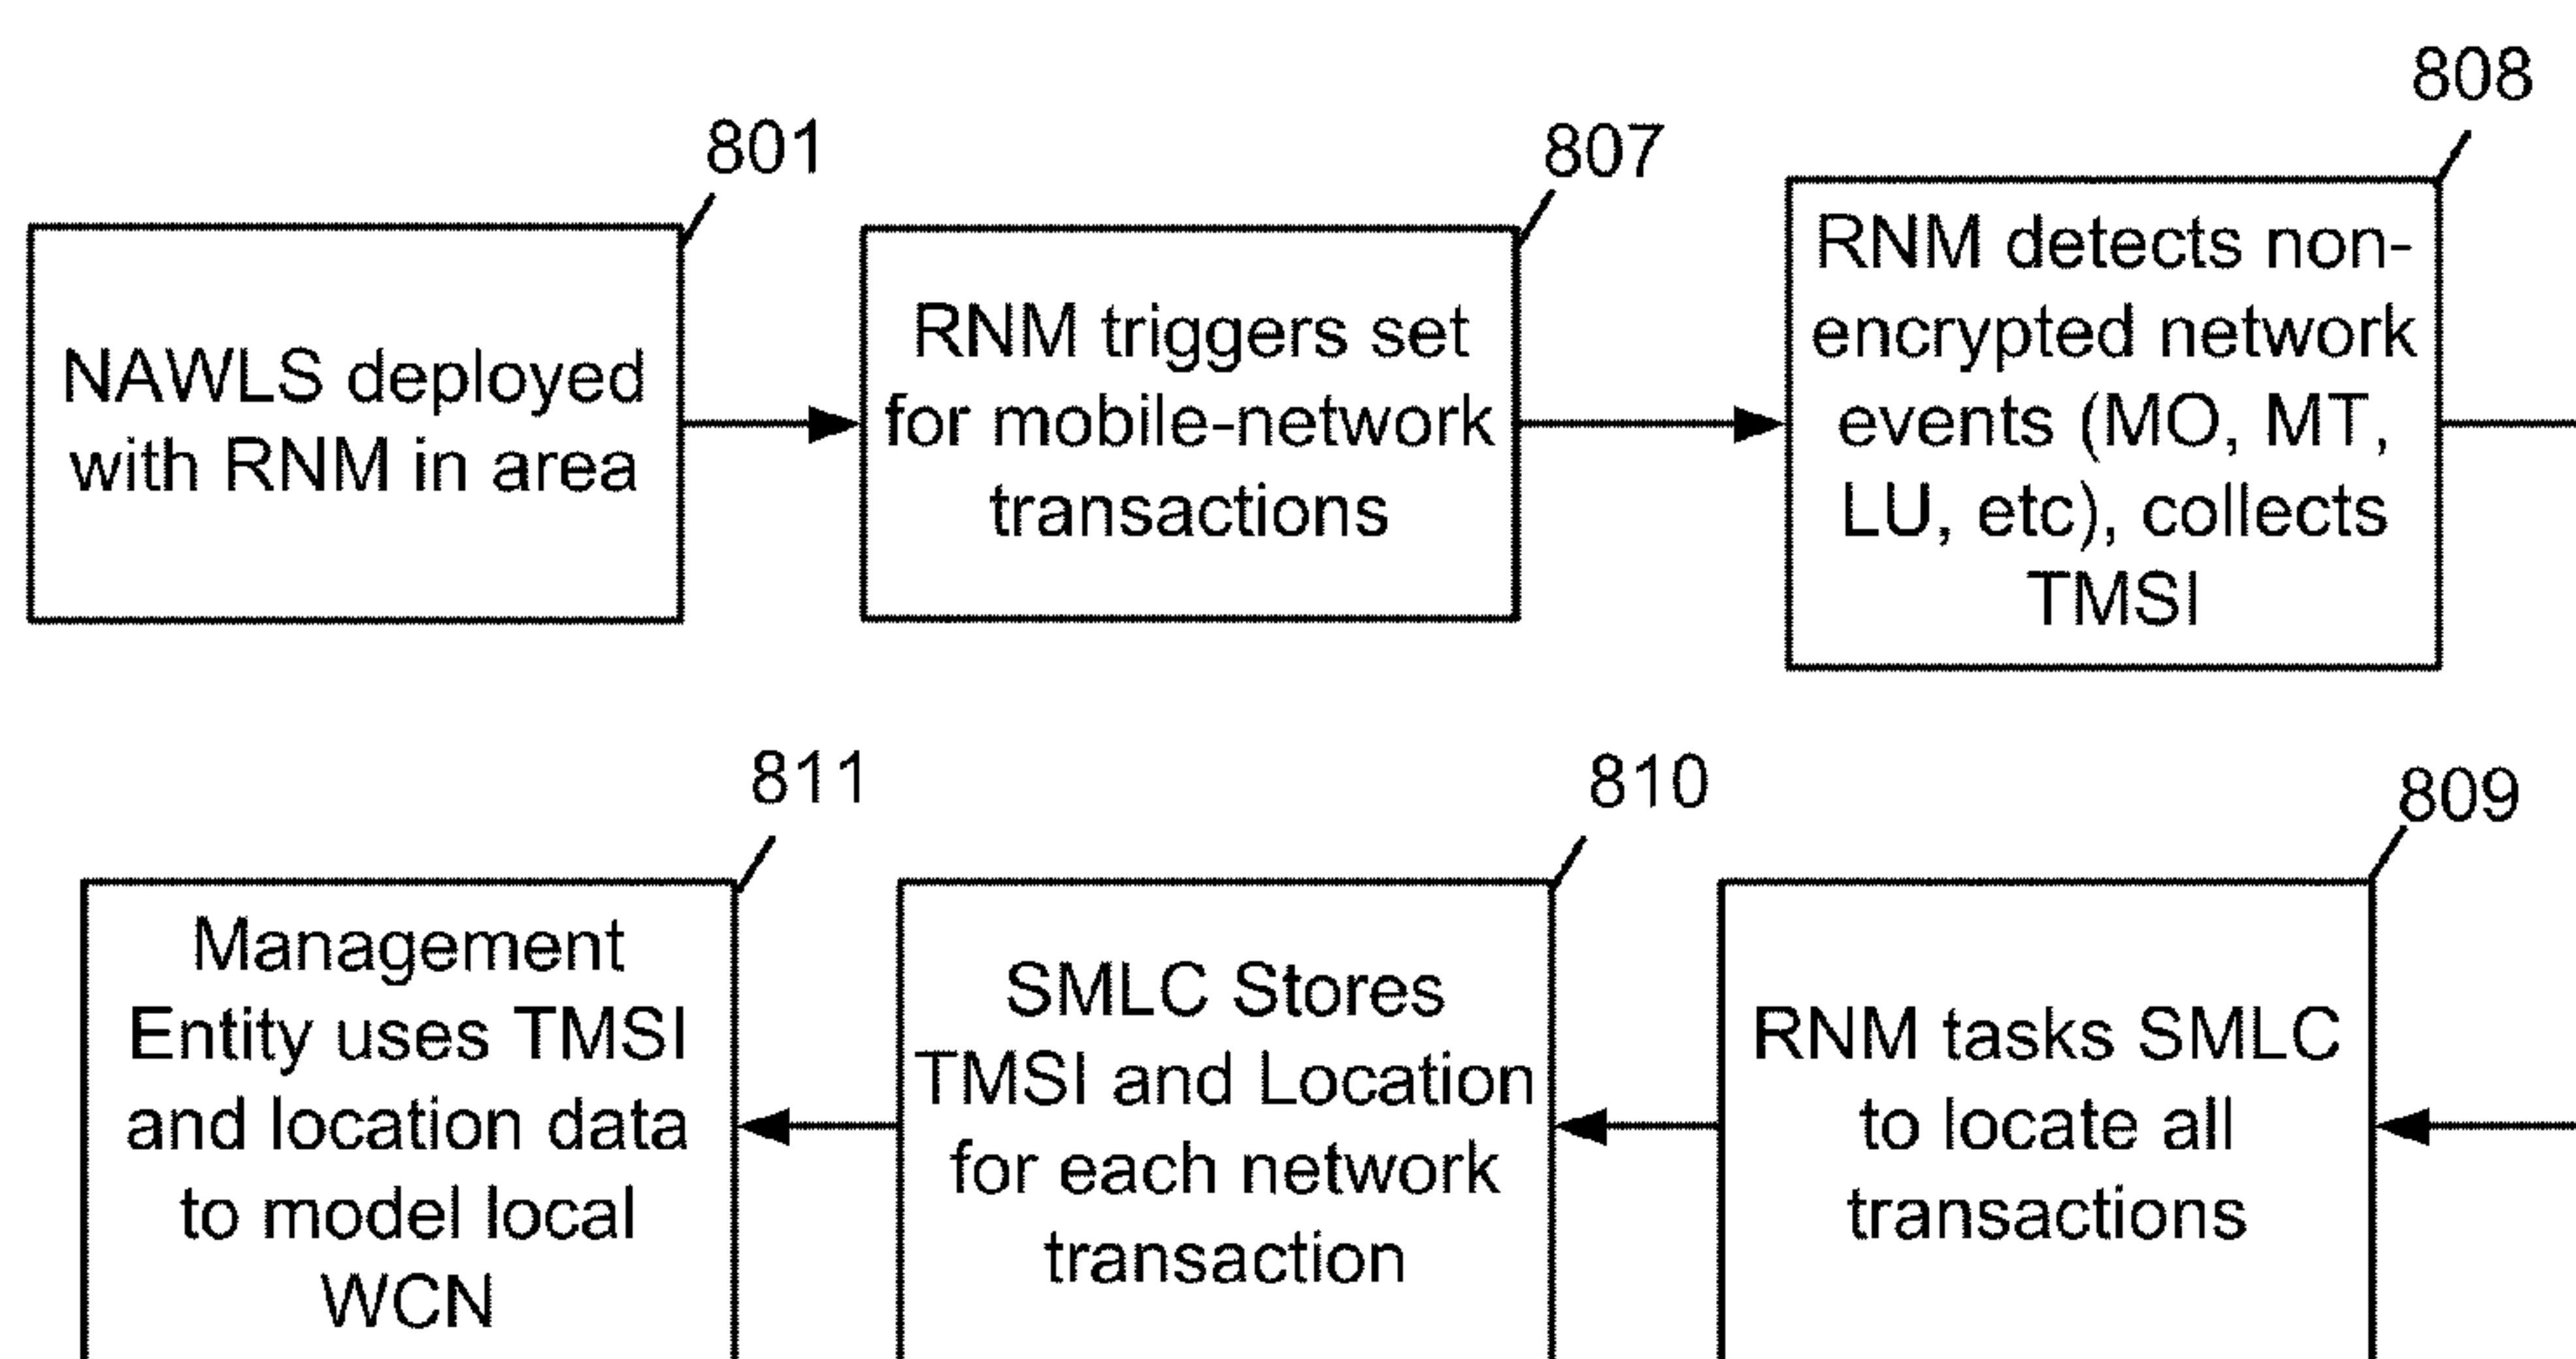 801
NAWLS deployed
with RNM in area
807
RNM triggers set
for mobile-network
transactions
808
RNM detects non-
encrypted network
events (MO, MT,
LU, etc), collects
TMSI
809
RNM tasks SMLC
to locate all
transactions
810
SMLC Stores
TMSI and Location
for each network
transaction
811
Management
Entity uses TMSI
and location data
to model local
WCN